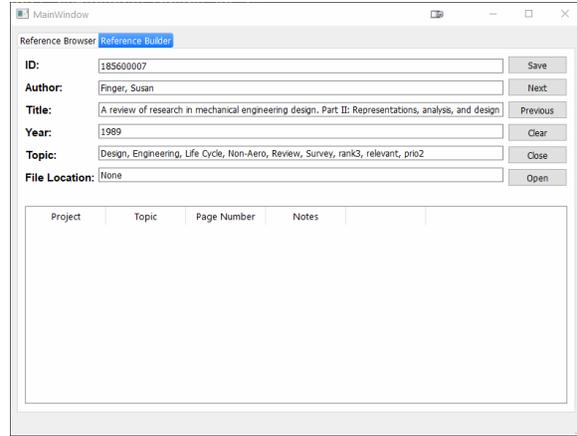 MainWindow
Reference Browser Reference Builder
ID: 185600007 Save
Author: Finger, Susan Next
Title: A review of research in mechanical engineering design. Part II: Representations, analysis, and design Previous
Year: 1989 Clear
Topic: Design, Engineering, Life Cycle, Non-Aero, Review, Survey, rank3, relevant, prio2 Close
File Location: None Open
Project Topic Page Number Notes